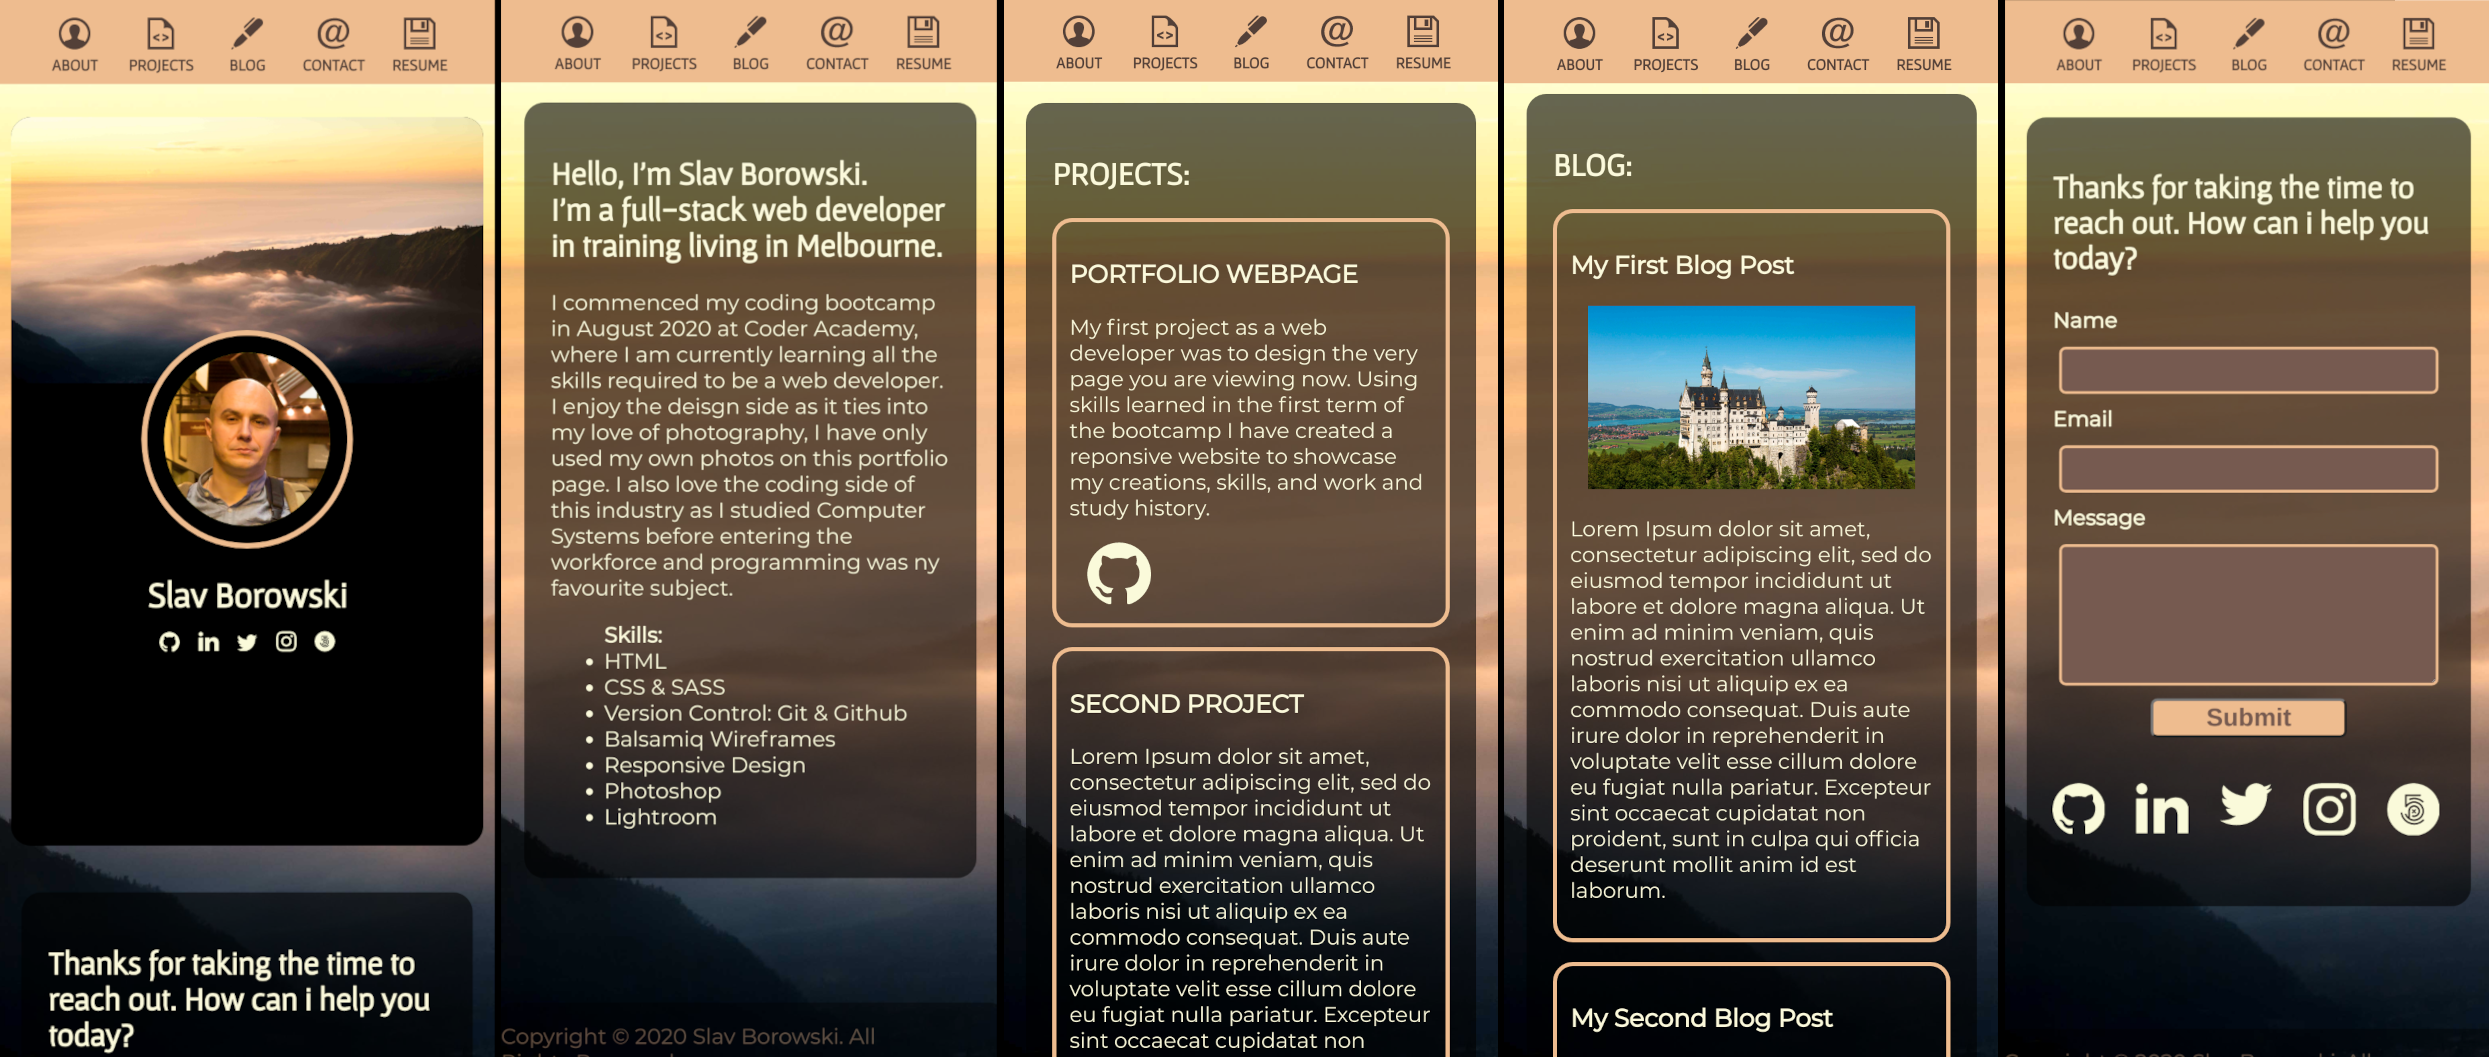 ABOUT PROJECTS BLOG CONTACT RESUME
Slav Borowski
Thanks for taking the time to
reach out. How can i help you
today?
ABOUT PROJECTS BLOG CONTACT RESUME
Hello, I'm Slav Borowski.
I'm a full-stack web developer
in training living in Melbourne.
I commenced my coding bootcamp
in August 2020 at Coder Academy,
where I am currently learning all the
skills required to be a web developer.
I enjoy the deisgn side as it ties into
my love of photography, I have only
used my own photos on this portfolio
page. I also love the coding side of
this industry as I studied Computer
Systems before entering the
workforce and programming was ny
favourite subject.
Skills:
• HTML
• CSS & SASS
• Version Control: Git & Github
• Balsamiq Wireframes
• Responsive Design
• Photoshop
• Lightroom
Copyright © 2020 Slav Borowski. All
ABOUT PROJECTS BLOG CONTACT RESUME
PROJECTS:
PORTFOLIO WEBPAGE
My first project as a web
developer was to design the very
page you are viewing now. Using
skills learned in the first term of
the bootcamp I have created a
reponsive website to showcase
my creations, skills, and work and
study history.
SECOND PROJECT
Lorem Ipsum dolor sit amet,
consectetur adipiscing elit, sed do
eiusmod tempor incididunt ut
labore et dolore magna aliqua. Ut
enim ad minim veniam, quis
nostrud exercitation ullamco
laboris nisi ut aliquip ex ea
commodo consequat. Duis aute
irure dolor in reprehenderit in
voluptate velit esse cillum dolore
eu fugiat nulla pariatur. Excepteur
sint occaecat cupidatat non
ABOUT PROJECTS BLOG CONTACT RESUME
BLOG:
My First Blog Post
Lorem Ipsum dolor sit amet,
consectetur adipiscing elit, sed do
eiusmod tempor incididunt ut
labore et dolore magna aliqua. Ut
enim ad minim veniam, quis
nostrud exercitation ullamco
laboris nisi ut aliquip ex ea
commodo consequat. Duis aute
irure dolor in reprehenderit in
voluptate velit esse cillum dolore
eu fugiat nulla pariatur. Excepteur
sint occaecat cupidatat non
proident, sunt in culpa qui officia
deserunt mollit anim id est
laborum.
My Second Blog Post
ABOUT PROJECTS BLOG CONTACT RESUME
Thanks for taking the time to
reach out. How can i help you
today?
Name
Email
Message
Submit